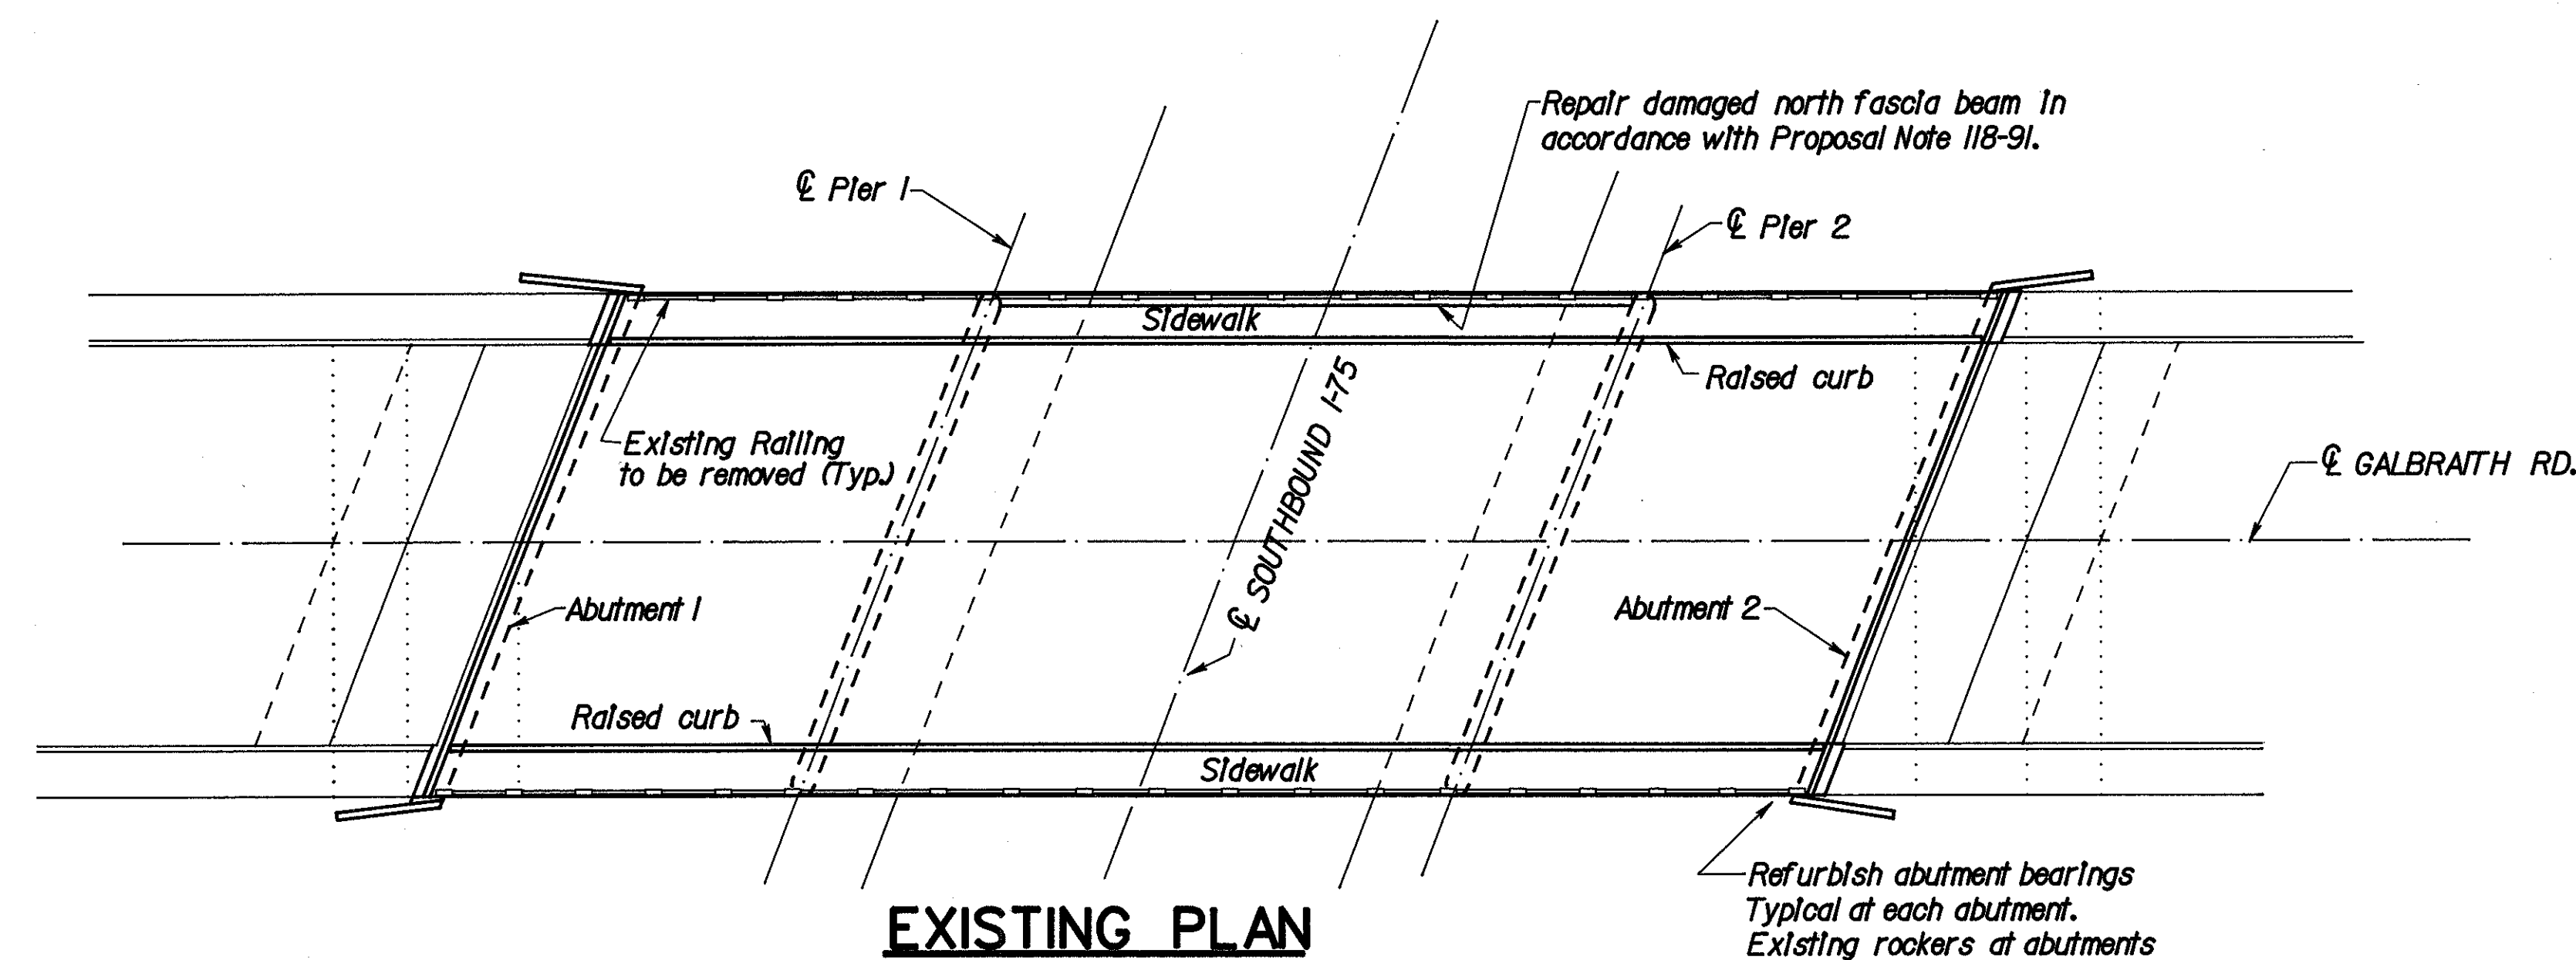 Repair damaged north fascia beam in
accordance with Proposal Note 118-91.
℄ Pier 1
℄ Pier 2
Sidewalk
Raised curb
Existing Railing
to be removed (Typ.)
℄ SOUTHBOUND I-75
℄ GALBRAITH RD.
Abutment 1
Abutment 2
Raised curb
Sidewalk
Refurbish abutment bearings
Typical at each abutment.
Existing rockers at abutments
EXISTING PLAN